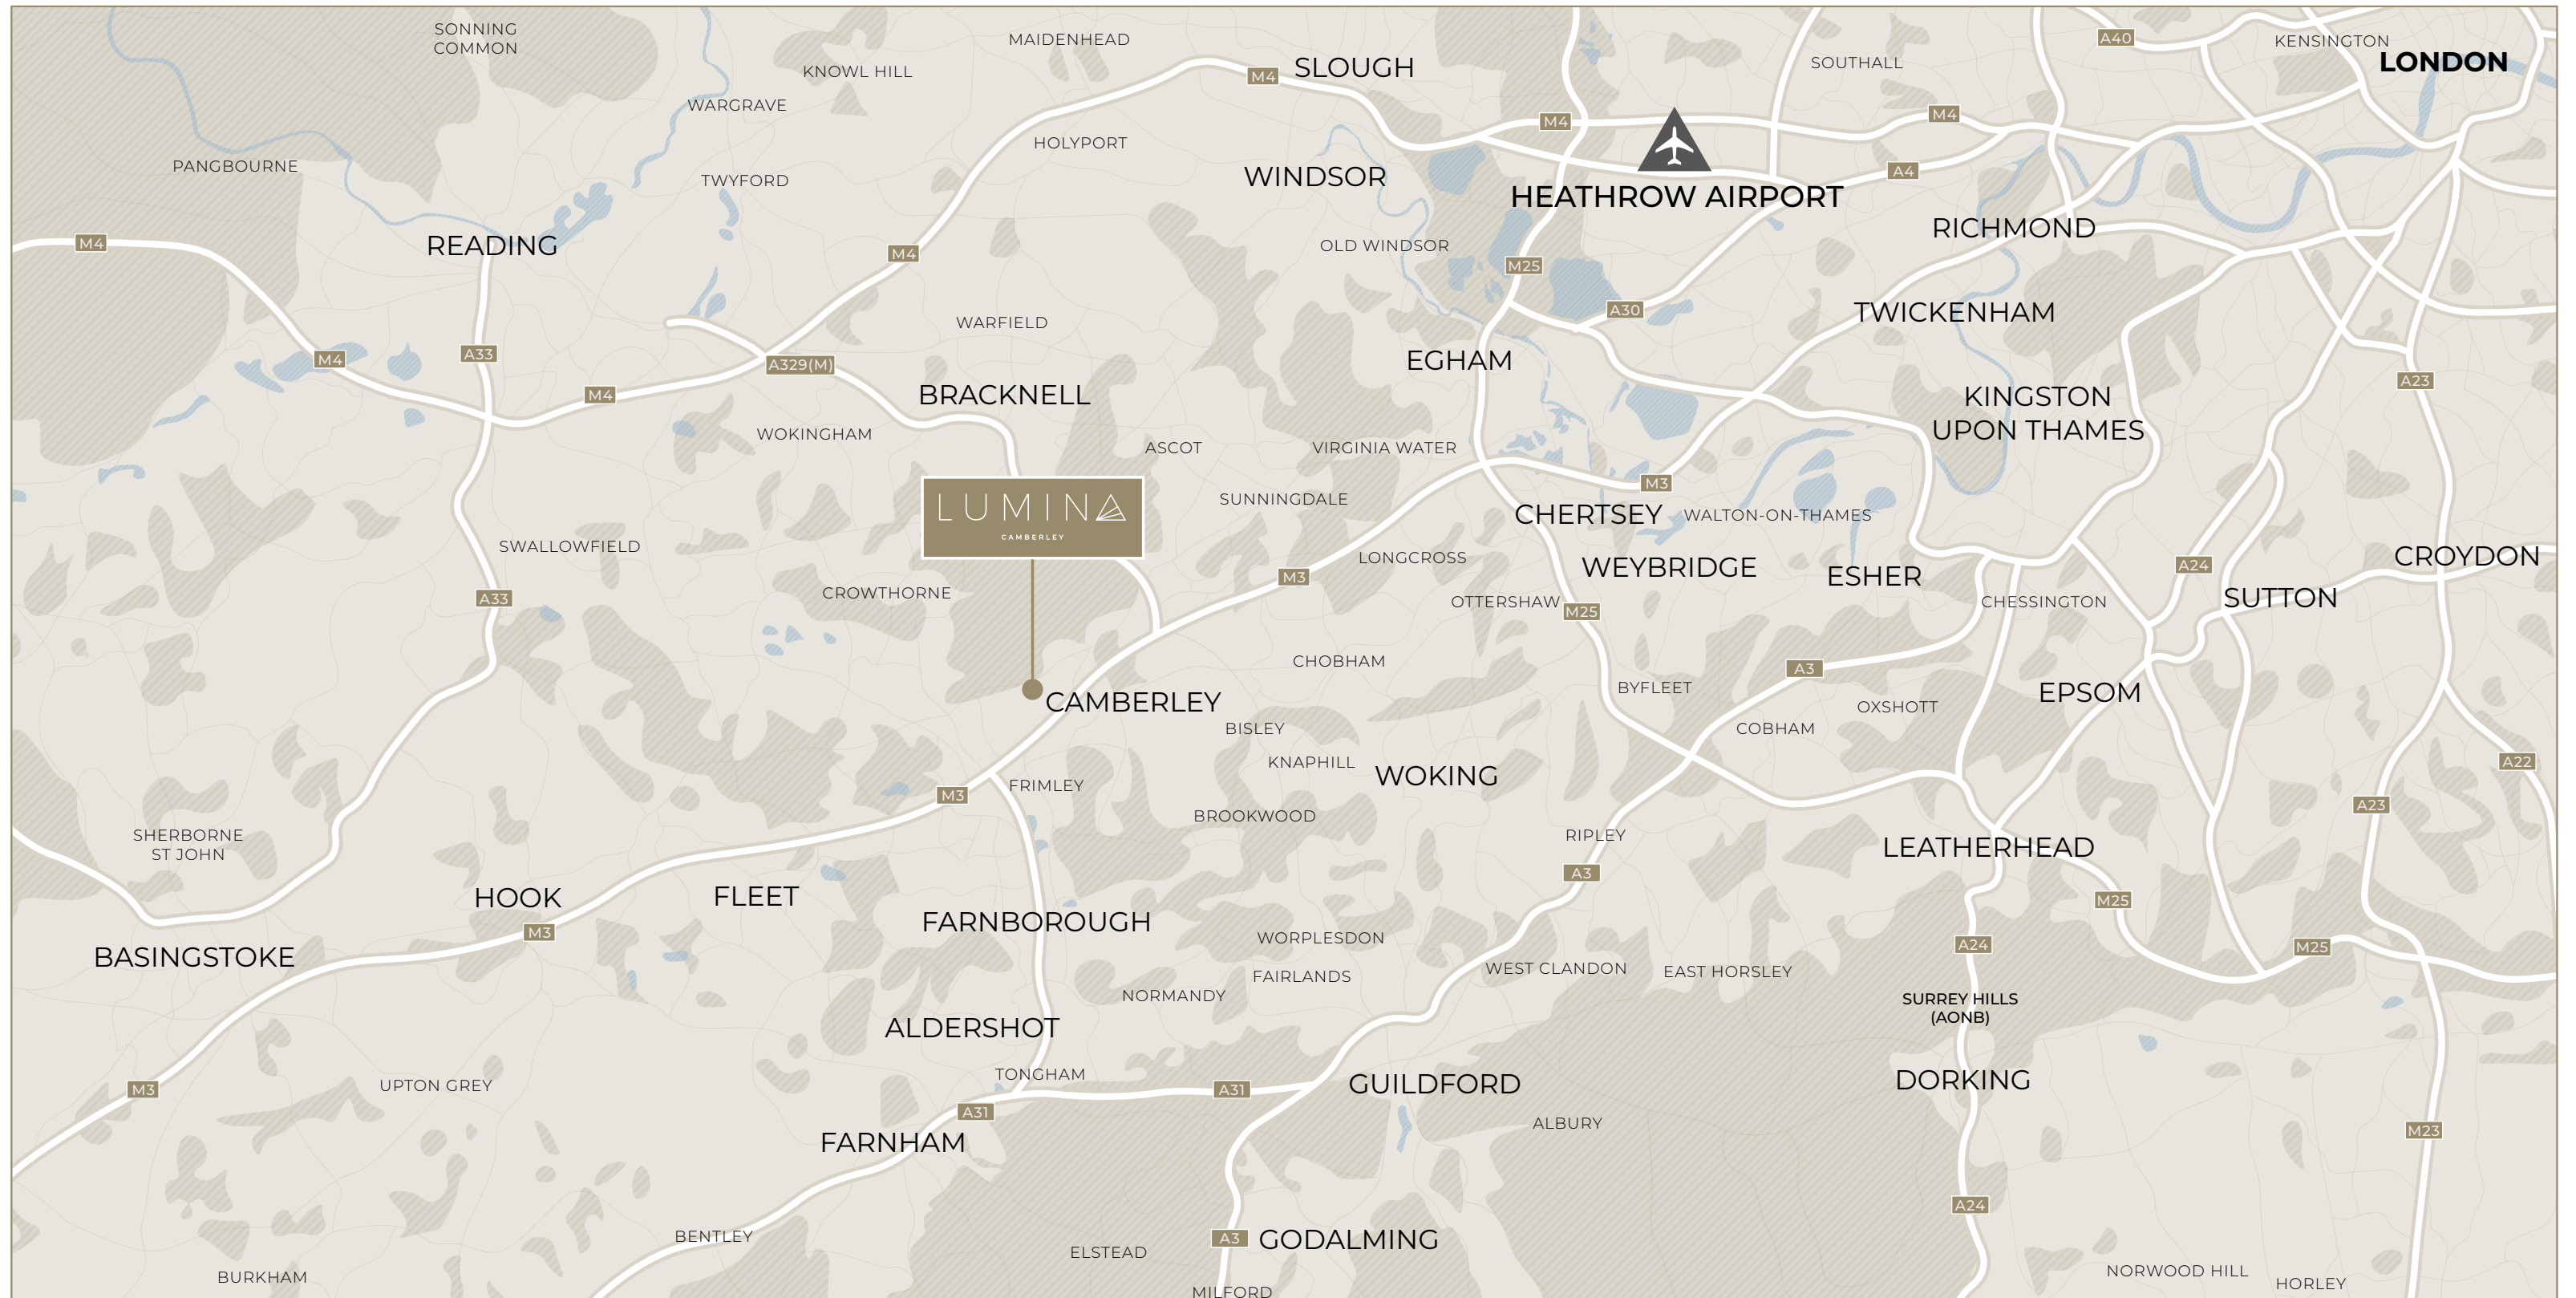 SONNING
COMMON
MAIDENHEAD
KNOWL HILL
M4
SLOUGH
SOUTHALL
A40
KENSINGTON
LONDON
WARGRAVE
HOLYPORT
M4
M4
PANGBOURNE
TWYFORD
WINDSOR
HEATHROW AIRPORT
A4
RICHMOND
M4
READING
M4
OLD WINDSOR
M25
WARFIELD
A30
TWICKENHAM
M4
A33
A329(M)
EGHAM
A23
M4
BRACKNELL
KINGSTON
UPON THAMES
WOKINGHAM
ASCOT
VIRGINIA WATER
LUMINA
CAMBERLEY
SUNNINGDALE
M3
CHERTSEY
WALTON-ON-THAMES
SWALLOWFIELD
LONGCROSS
WEYBRIDGE
ESHER
A24
CROYDON
A33
CROWTHORNE
M3
OTTERSHAW
M25
CHESSINGTON
SUTTON
CHOBHAM
A3
BYFLEET
CAMBERLEY
EPSOM
BISLEY
COBHAM
OXSHOTT
KNAPHILL
WOKING
A22
M3
FRIMLEY
BROOKWOOD
A23
SHERBORNE
ST JOHN
RIPLEY
LEATHERHEAD
A3
HOOK
FLEET
M25
M3
FARNBOROUGH
BASINGSTOKE
WORPLESDON
A24
M25
FAIRLANDS
WEST CLANDON
EAST HORSLEY
NORMANDY
SURREY HILLS
(AONB)
ALDERSHOT
TONGHAM
M3
UPTON GREY
A31
GUILDFORD
DORKING
A31
ALBURY
FARNHAM
M23
A24
BENTLEY
A3
GODALMING
ELSTEAD
BURKHAM
NORWOOD HILL
HORLEY
MILFORD